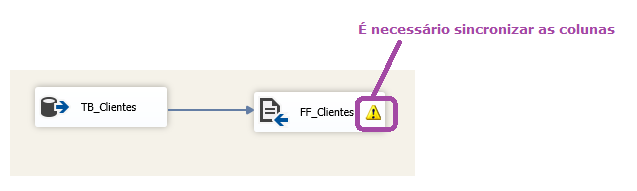 É necessário sincronizar as colunas
TB_Clientes
FF_Clientes